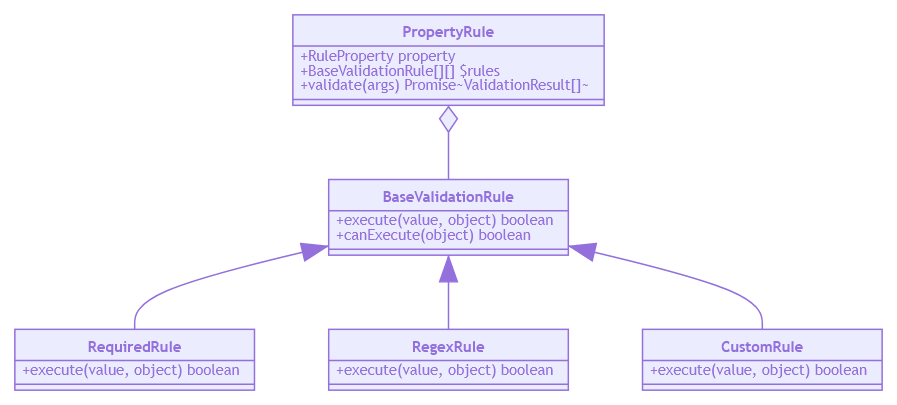 PropertyRule
+RuleProperty property
+BaseValidationRule[][] $rules
+validate(args) Promise~ValidationResult[]~
BaseValidationRule
+execute(value, object) boolean
+canExecute(object) boolean
RequiredRule
+execute(value, object) boolean
RegexRule
+execute(value, object) boolean
CustomRule
+execute(value, object) boolean